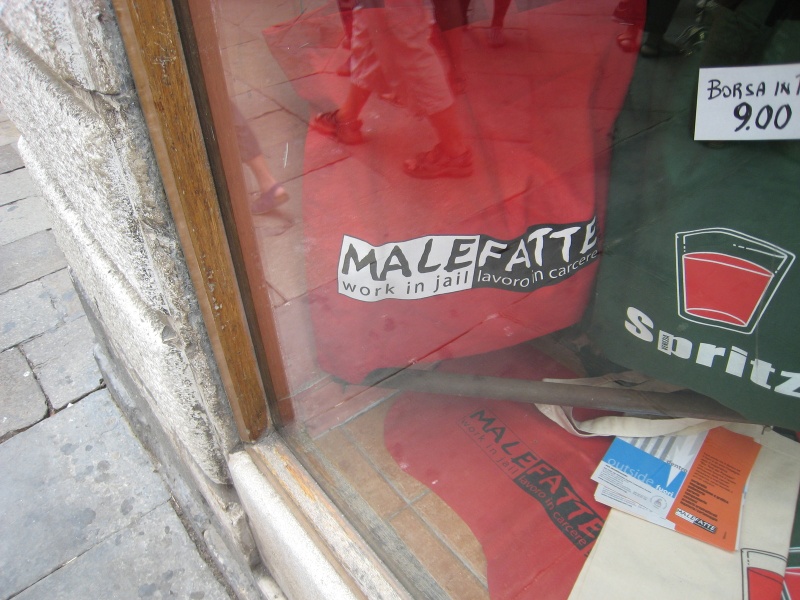 BORSA IN
9.00
MALEFATTE
work in jail lavoro in carcere
Spritz
MALEFATTE
work in jail lavoro in carcere
outside
MALEFATTE